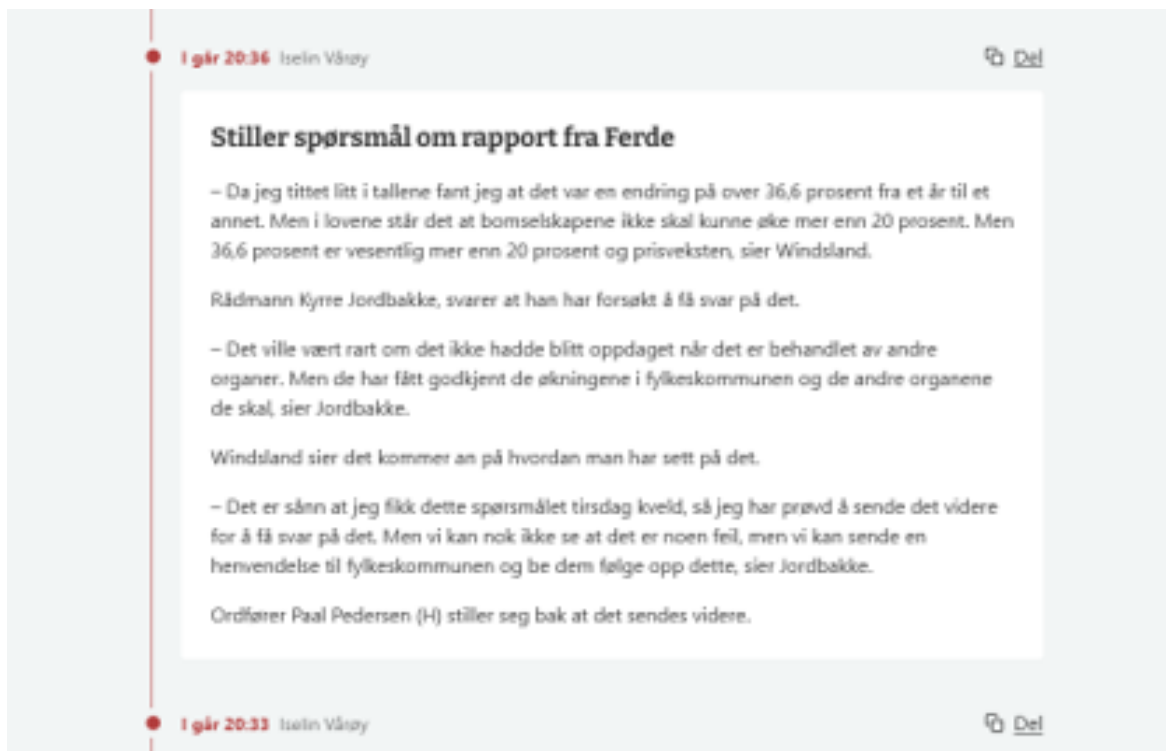 I går 20:36 Iselin Vårøy Del
Stiller spørsmål om rapport fra Ferde
– Da jeg tittet litt i tallene fant jeg at det var en endring på over 36,6 prosent fra et år til et
annet. Men i lovene står det at bomselskapene ikke skal kunne øke mer enn 20 prosent. Men
36,6 prosent er vesentlig mer enn 20 prosent og prisveksten, sier Windsland.
Rådmann Kyrre Jordbakke, svarer at han har forsøkt å få svar på det.
– Det ville vært rart om det ikke hadde blitt oppdaget når det er behandlet av andre
organer. Men de har fått godkjent de økningene i fylkeskommunen og de andre organene
de skal, sier Jordbakke.
Windsland sier det kommer an på hvordan man har sett på det.
– Det er sånn at jeg fikk dette spørsmålet tirsdag kveld, så jeg har prøvd å sende det videre
for å få svar på det. Men vi kan nok ikke se at det er noen feil, men vi kan sende en
henvendelse til fylkeskommunen og be dem følge opp dette, sier Jordbakke.
Ordfører Paal Pedersen (H) stiller seg bak at det sendes videre.
I går 20:33 Iselin Vårøy Del